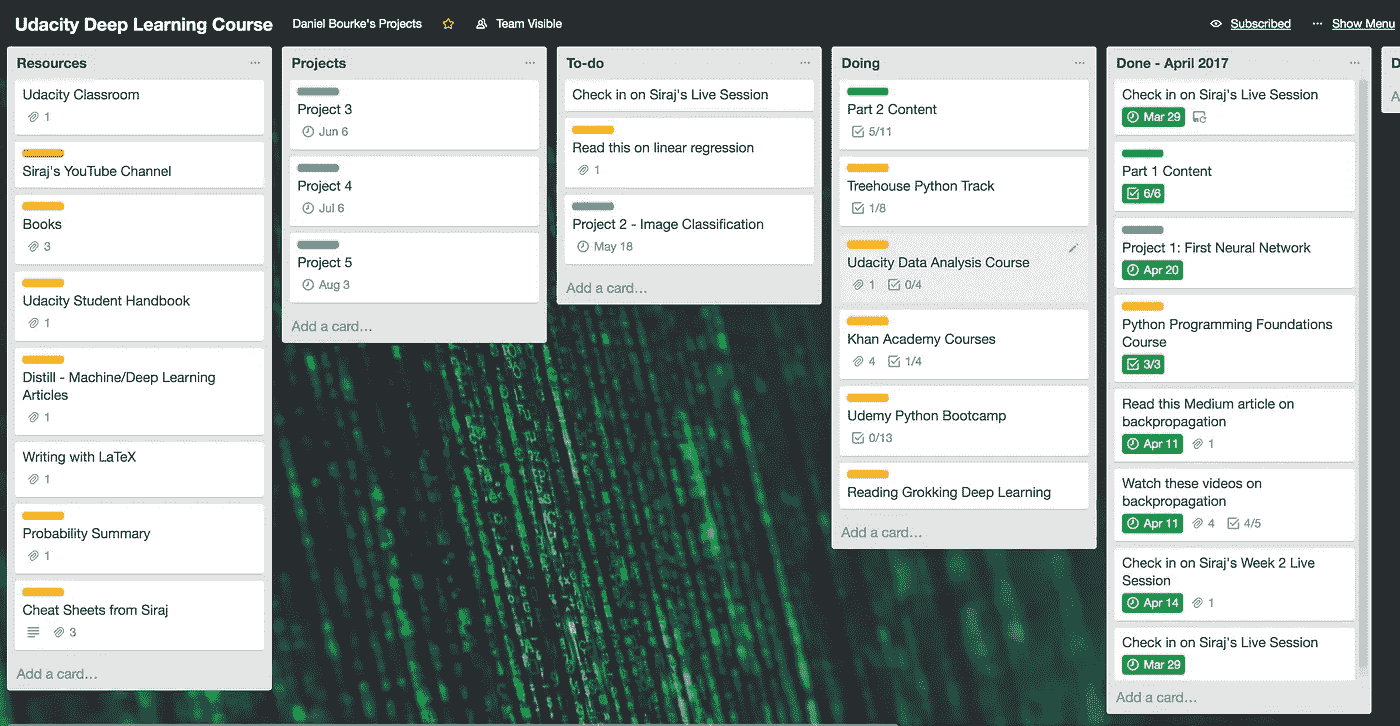 Udacity Deep Learning Course
Daniel Bourke's Projects
Team Visible
Subscribed
... Show Menu
Resources ...
Udacity Classroom
1
Siraj's YouTube Channel
Books
3
Udacity Student Handbook
1
Distill - Machine/Deep Learning
Articles
1
Writing with LaTeX
1
Probability Summary
1
Cheat Sheets from Siraj
3
Add a card...
Projects ...
Project 3
Jun 6
Project 4
Jul 6
Project 5
Aug 3
Add a card...
To-do ...
Check in on Siraj's Live Session
Read this on linear regression
1
Project 2 - Image Classification
May 18
Add a card...
Doing ...
Part 2 Content
5/11
Treehouse Python Track
1/8
Udacity Data Analysis Course
1 0/4
Khan Academy Courses
4 1/4
Udemy Python Bootcamp
0/13
Reading Grokking Deep Learning
Add a card...
Done - April 2017 ...
Check in on Siraj's Live Session
Mar 29
Part 1 Content
6/6
Project 1: First Neural Network
Apr 20
Python Programming Foundations
Course
3/3
Read this Medium article on
backpropagation
Apr 11 1
Watch these videos on
backpropagation
Apr 11 4 4/5
Check in on Siraj's Week 2 Live
Session
Apr 14 1
Check in on Siraj's Live Session
Mar 29
Add a card...